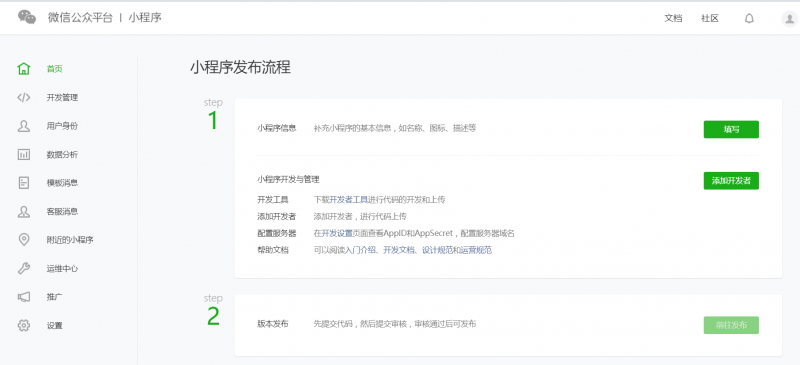 微信公众平台 | 小程序
文档
社区
首页
开发管理
用户身份
数据分析
模板消息
客服消息
附近的小程序
运维中心
推广
设置
小程序发布流程
step
1
小程序信息 补充小程序的基本信息，如名称、图标、描述等
填写
小程序开发与管理
添加开发者
开发工具 下载开发者工具进行代码的开发和上传
添加开发者 添加开发者，进行代码上传
配置服务器 在开发设置页面查看AppID和AppSecret，配置服务器域名
帮助文档 可以阅读入门介绍、开发文档、设计规范和运营规范
step
2
版本发布 先提交代码，然后提交审核，审核通过后可发布
前往发布